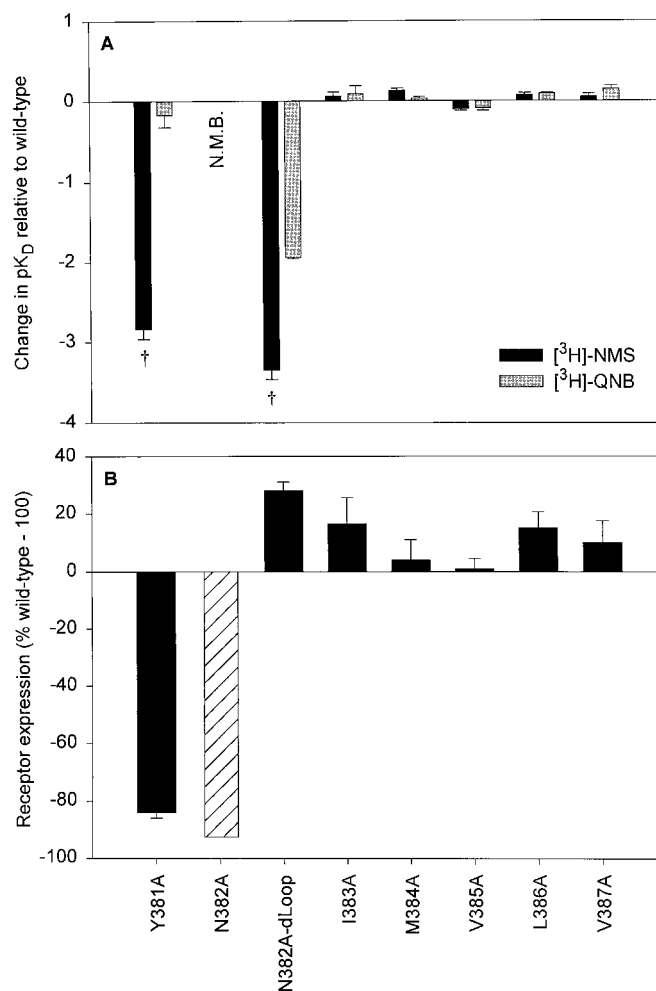 A
1
0
-1
-2
-3
-4
Change in pK_D relative to wild-type
N.M.B.
†
†
[³H]-NMS
[³H]-QNB
B
40
20
0
-20
-40
-60
-80
-100
Receptor expression (% wild-type - 100)
Y381A
N382A
N382A-dLoop
I383A
M384A
V385A
L386A
V387A